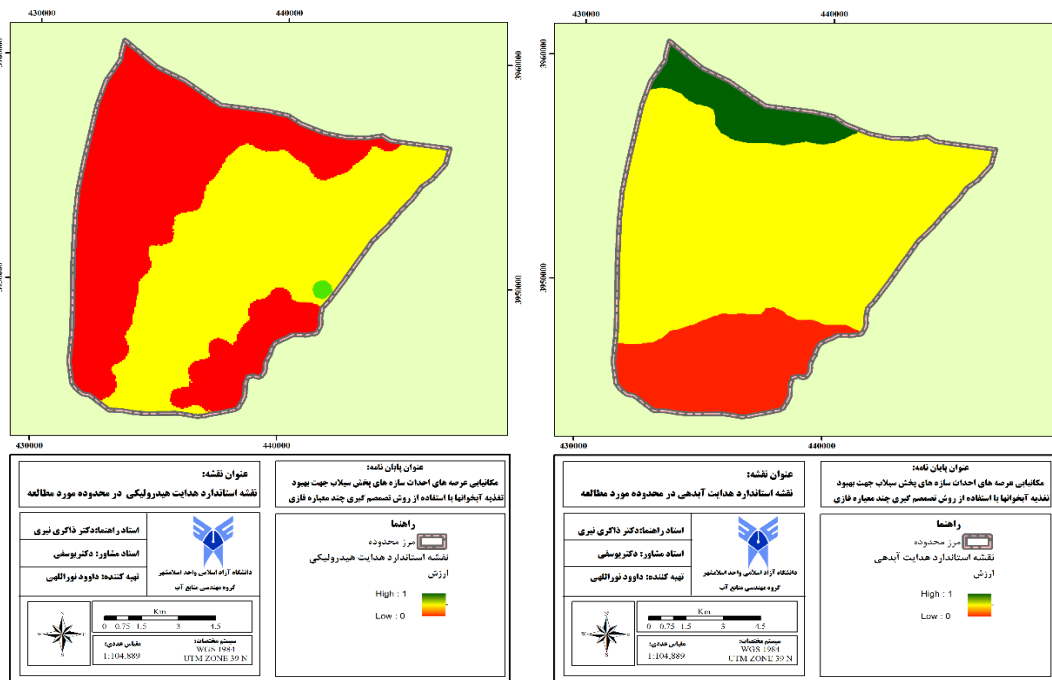 430000
440000
3960000
3950000
430000
440000
عنوان نقشه:
نقشه استاندارد هدایت هیدرولیکی در محدوده مورد مطالعه
عنوان پایان نامه:
مکانیابی عرصه های احداث سازه های پخش سیلاب جهت بهبود
تغذیه آبخوانها با استفاده از روش تصمصم گیری چند معیاره فازی
استاد راهنما:دکتر ذاکری نیری
استاد مشاور: دکتریوسفی
تهیه کننده: داوود نوراللهی
دانشگاه آزاد اسلامی واحد اسلامشهر
گروه مهندسی منابع آب
راهنما
مرز محدوده
نقشه استاندارد هدایت هیدرولیکی
ارزش
High : 1
Low : 0
N
S
Km
0 0.75 1.5 3 4.5
مقیاس عددی:
1:104,889
سیستم مختصات:
WGS 1984
UTM ZONE 39 N
430000
440000
3960000
3950000
430000
440000
عنوان نقشه:
نقشه استاندارد هدایت آبدهی در محدوده مورد مطالعه
عنوان پایان نامه:
مکانیابی عرصه های احداث سازه های پخش سیلاب جهت بهبود
تغذیه آبخوانها با استفاده از روش تصمصم گیری چند معیاره فازی
استاد راهنما:دکتر ذاکری نیری
استاد مشاور: دکتریوسفی
تهیه کننده: داوود نوراللهی
دانشگاه آزاد اسلامی واحد اسلامشهر
گروه مهندسی منابع آب
راهنما
مرز محدوده
نقشه استاندارد هدایت آبدهی
ارزش
High : 1
Low : 0
N
S
Km
0 0.75 1.5 3 4.5
مقیاس عددی:
1:104,889
سیستم مختصات:
WGS 1984
UTM ZONE 39 N